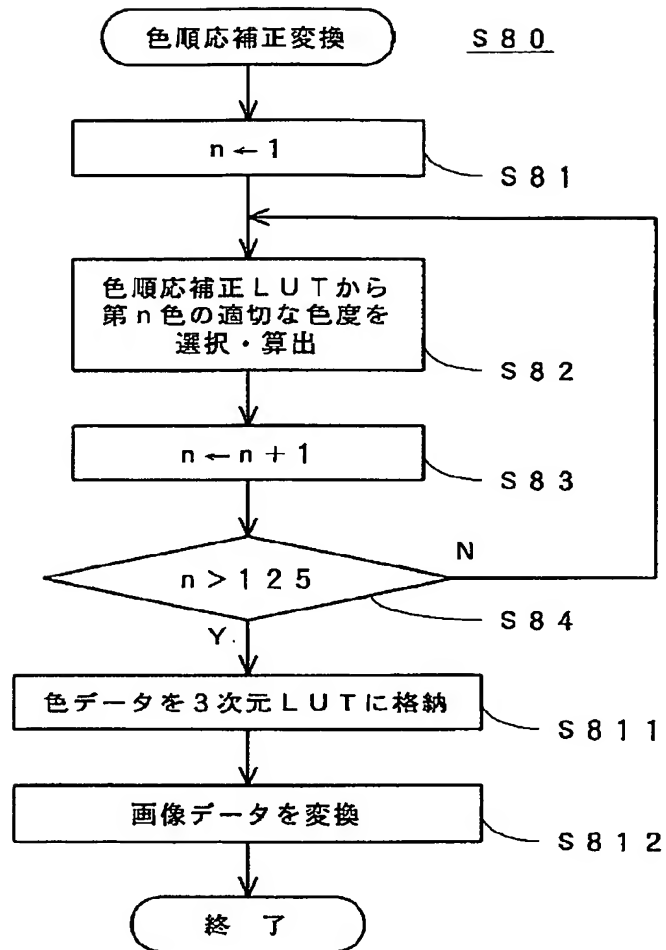 色順応補正変換
S80
n←1
S81
色順応補正LUTから
第n色の適切な色度を
選択・算出
S82
n←n+1
S83
n>125
N
S84
Y
色データを3次元LUTに格納
S811
画像データを変換
S812
終 了